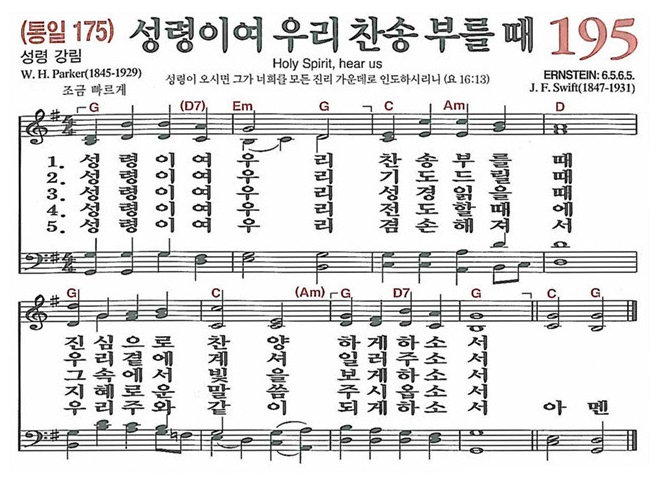 (통일 175) 성령이여 우리 찬송 부를 때 195
성령 강림
Holy Spirit, hear us
W. H. Parker(1845-1929)
성령이 오시면 그가 너희를 모든 진리 가운데로 인도하시리니 (요 16:13)
ERNSTEIN: 6.5.6.5.
조금 빠르게
J. F. Swift(1847-1931)
G (D7) Em G C Am D
1. 성령이여 우리 찬송부를 때
2. 성령이여 우리 기도드릴 때
3. 성령이여 우리 성경읽을 때
4. 성령이여 우리 전도할때에
5. 성령이여 우리 겸손해져서
G C (Am) G D7 G C G
진심으로 찬양 하게하소서
우리곁에 계셔 일러주소서
그속에서 빛을 보게하소서
지혜로운 말씀 주시옵소서
우리주와 같이 되게하소서 아멘